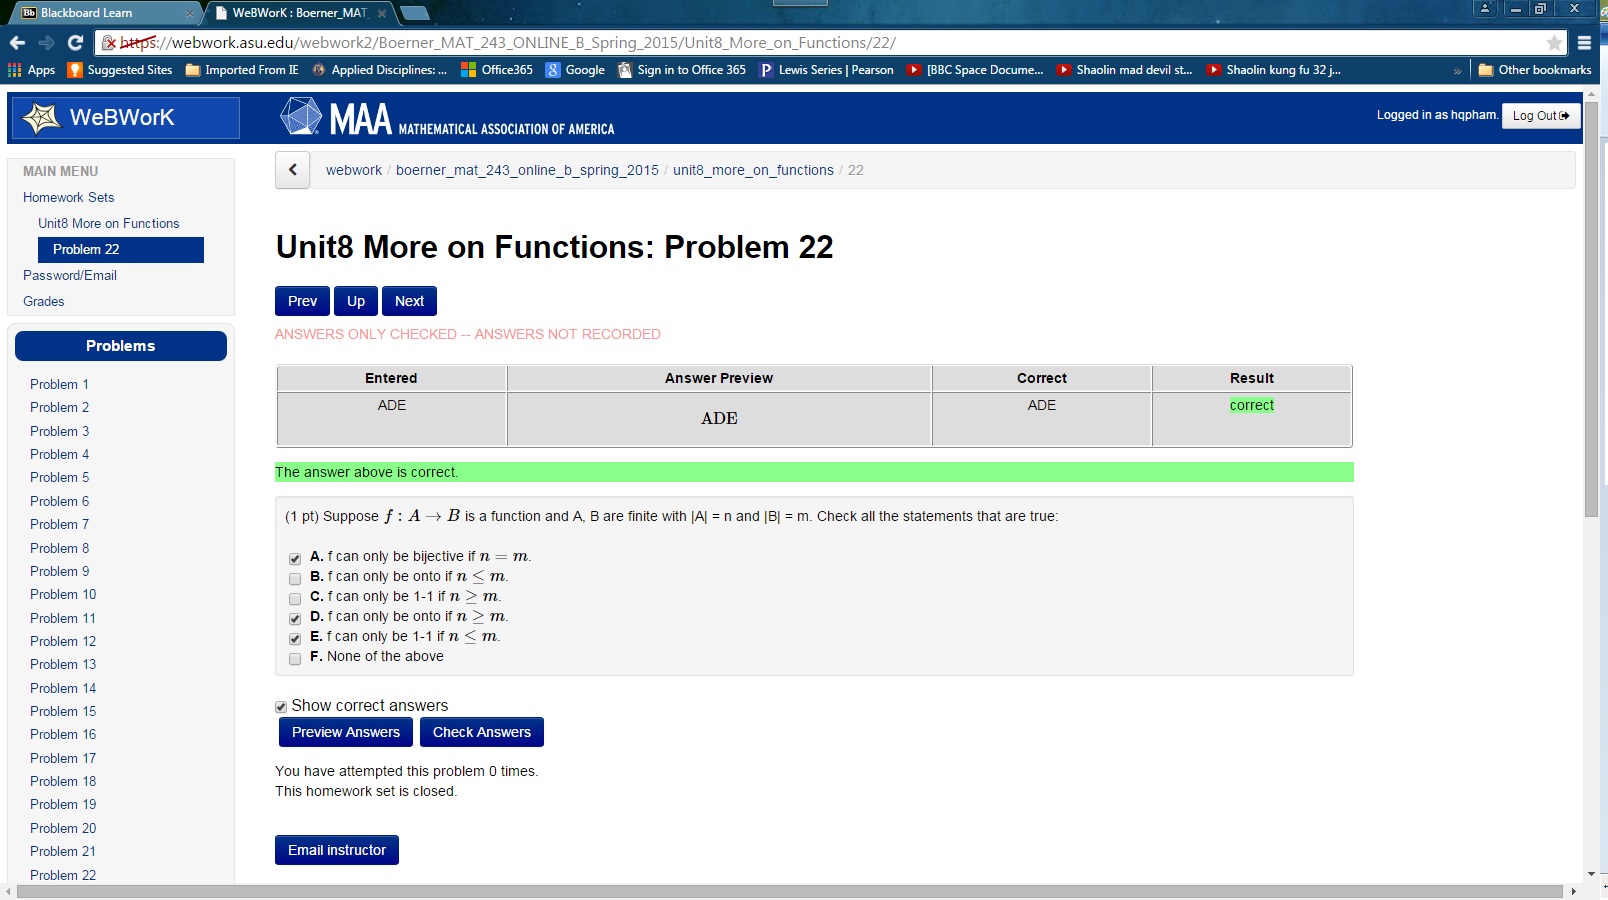 Blackboard Learn
WeBWorK : Boerner_MAT_
https://webwork.asu.edu/webwork2/Boerner_MAT_243_ONLINE_B_Spring_2015/Unit8_More_on_Functions/22/
Apps Suggested Sites Imported From IE Applied Disciplines: ... Office365 Google Sign in to Office 365 Lewis Series | Pearson [BBC Space Docume... Shaolin mad devil st... Shaolin kung fu 32 j... » Other bookmarks
WeBWorK
MAA MATHEMATICAL ASSOCIATION OF AMERICA
Logged in as hqpham. Log Out
MAIN MENU
Homework Sets
Unit8 More on Functions
Problem 22
Password/Email
Grades
Problems
Problem 1
Problem 2
Problem 3
Problem 4
Problem 5
Problem 6
Problem 7
Problem 8
Problem 9
Problem 10
Problem 11
Problem 12
Problem 13
Problem 14
Problem 15
Problem 16
Problem 17
Problem 18
Problem 19
Problem 20
Problem 21
Problem 22
webwork / boerner_mat_243_online_b_spring_2015 / unit8_more_on_functions / 22
Unit8 More on Functions: Problem 22
Prev Up Next
ANSWERS ONLY CHECKED -- ANSWERS NOT RECORDED
Entered Answer Preview Correct Result
ADE ADE ADE correct
The answer above is correct.
(1 pt) Suppose f : A → B is a function and A, B are finite with |A| = n and |B| = m. Check all the statements that are true:
A. f can only be bijective if n = m.
B. f can only be onto if n ≤ m.
C. f can only be 1-1 if n ≥ m.
D. f can only be onto if n ≥ m.
E. f can only be 1-1 if n ≤ m.
F. None of the above
Show correct answers
Preview Answers Check Answers
You have attempted this problem 0 times.
This homework set is closed.
Email instructor